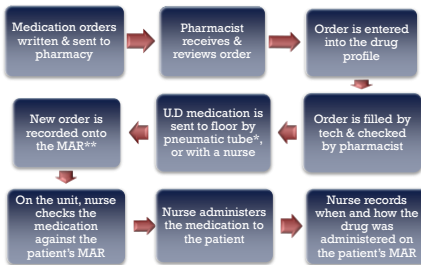 Medication orders
written & sent to
pharmacy
Pharmacist
receives &
reviews order
Order is entered
into the drug
profile
Order is filled by
tech & checked
by pharmacist
U.D medication is
sent to floor by
pneumatic tube*,
or with a nurse
New order is
recorded onto
the MAR**
On the unit, nurse
checks the
medication
against the
patient's MAR
Nurse administers
the medication to
the patient
Nurse records
when and how the
drug was
administered on
the patient's MAR